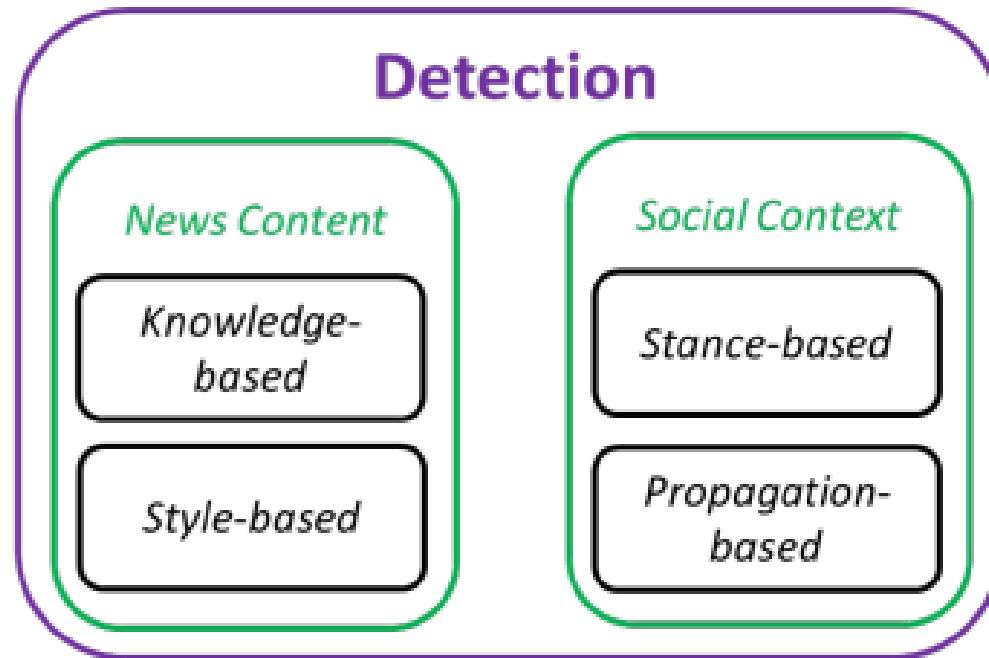 Detection
News Content
Knowledge-
based
Style-based
Social Context
Stance-based
Propagation-
based